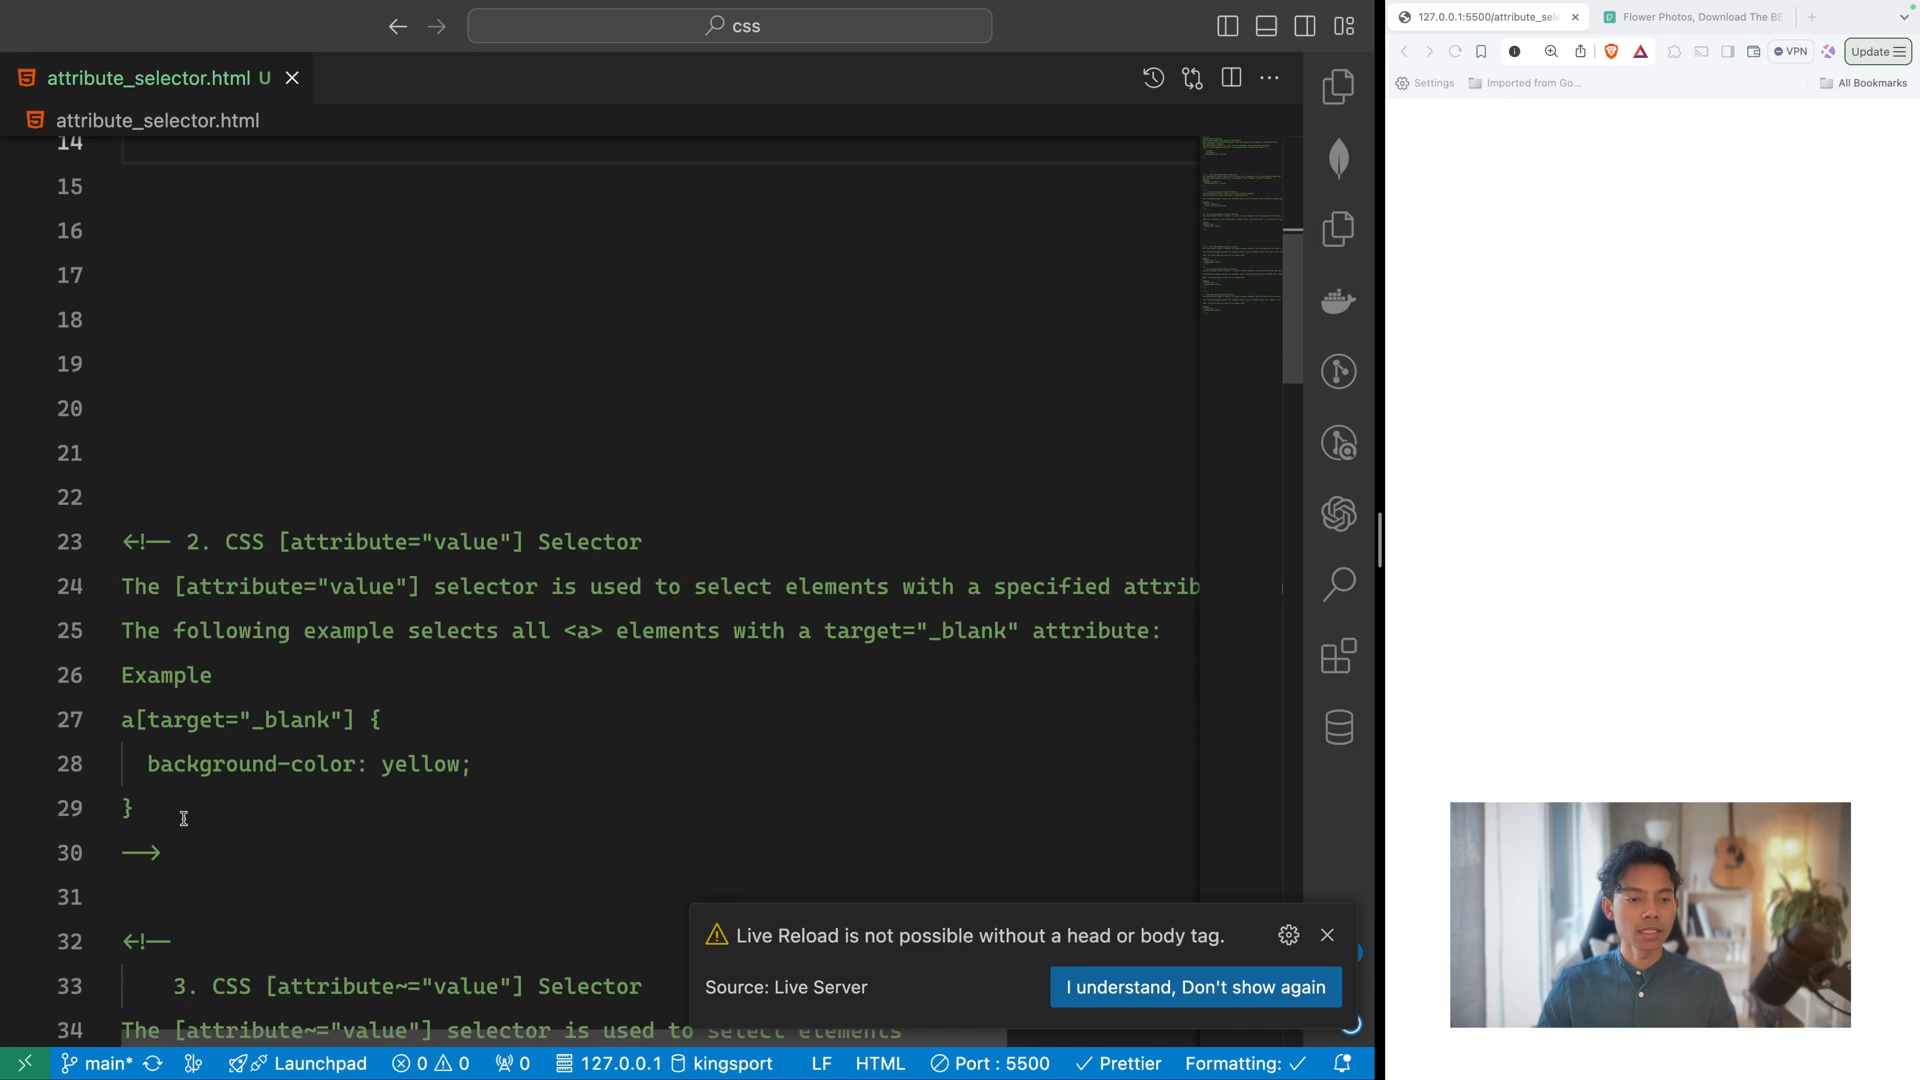 css
attribute_selector.html U
attribute_selector.html
14
15
16
17
18
19
20
21
22
23 <!-- 2. CSS [attribute="value"] Selector
24 The [attribute="value"] selector is used to select elements with a specified attrib
25 The following example selects all <a> elements with a target="_blank" attribute:
26 Example
27 a[target="_blank"] {
28 background-color: yellow;
29 }
30 -->
31
32 <!--
33 3. CSS [attribute~="value"] Selector
34 The [attribute~="value"] selector is used to select elements
Live Reload is not possible without a head or body tag.
Source: Live Server
I understand, Don't show again
main* Launchpad 0 0 0 127.0.0.1 kingsport LF HTML Port : 5500 Prettier Formatting:
127.0.0.1:5500/attribute_sele
Flower Photos, Download The BE
VPN
Update
Settings
Imported from Go...
All Bookmarks